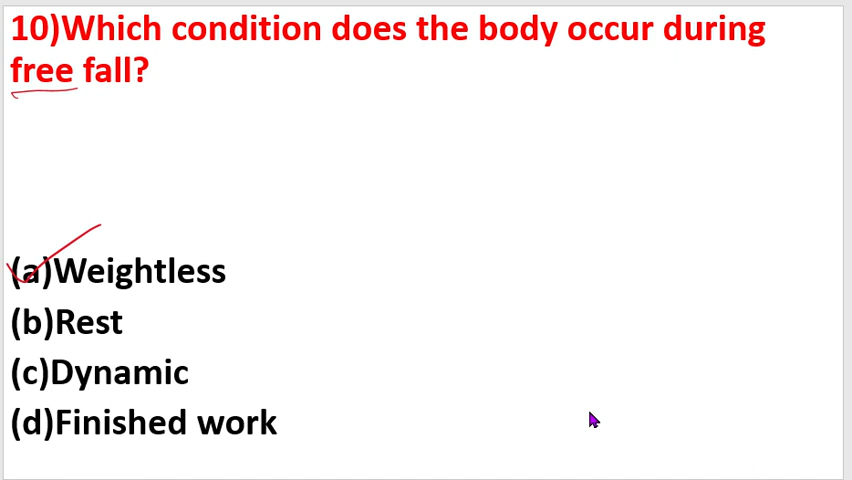 10)Which condition does the body occur during
free fall?
(a)Weightless
(b)Rest
(c)Dynamic
(d)Finished work